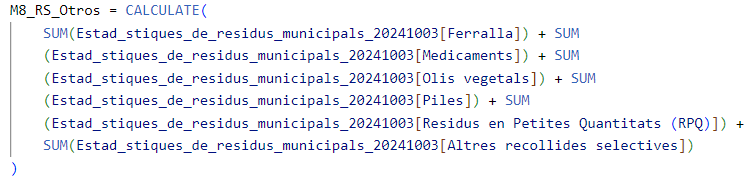 M8_RS_Otros = CALCULATE(
SUM(Estad_stiques_de_residus_municipals_20241003[Ferralla]) + SUM
(Estad_stiques_de_residus_municipals_20241003[Medicaments]) + SUM
(Estad_stiques_de_residus_municipals_20241003[Olis vegetals]) + SUM
(Estad_stiques_de_residus_municipals_20241003[Piles]) + SUM
(Estad_stiques_de_residus_municipals_20241003[Residus en Petites Quantitats (RPQ)]) +
SUM(Estad_stiques_de_residus_municipals_20241003[Altres recollides selectives])
)